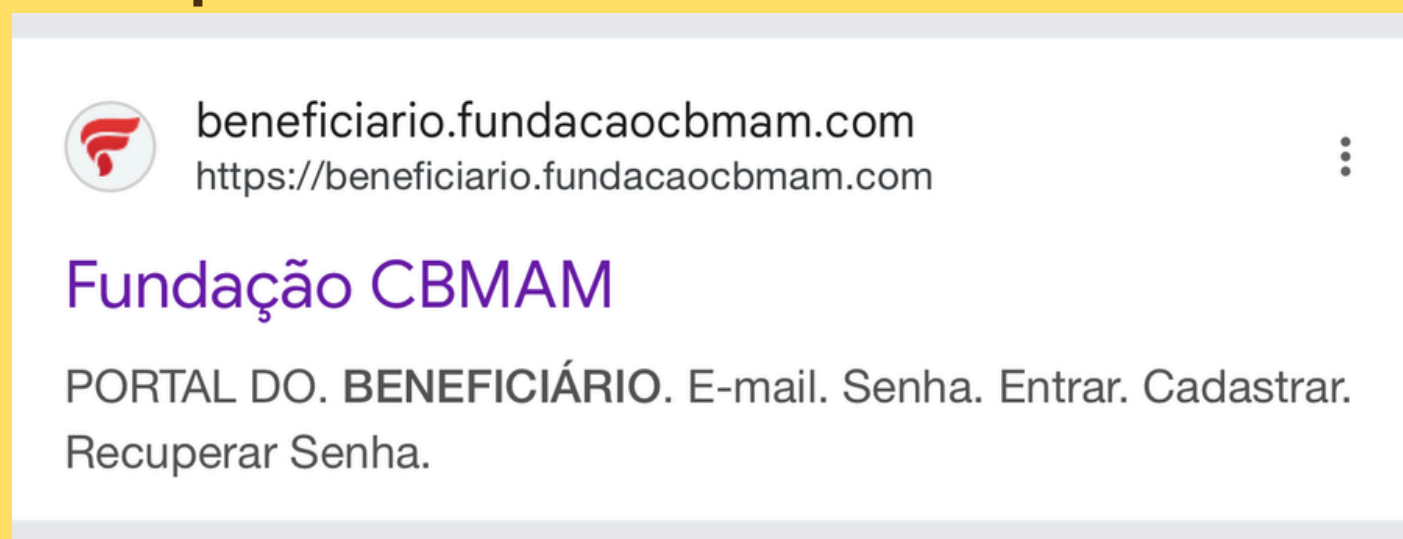 beneficiario.fundacaocbmam.com
https://beneficiario.fundacaocbmam.com
Fundação CBMAM
PORTAL DO. BENEFICIÁRIO. E-mail. Senha. Entrar. Cadastrar.
Recuperar Senha.